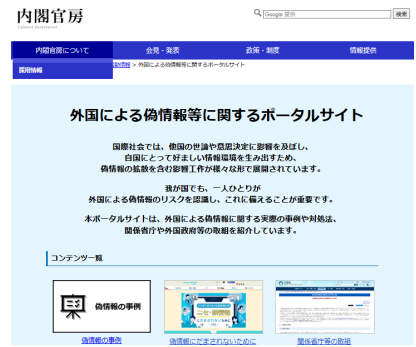 内閣官房
Cabinet Secretariat
Google 提供
検索
内閣官房について
会見・発表
政策・制度
情報提供
採用情報
> 外国による偽情報等に関するポータルサイト
外国による偽情報等に関するポータルサイト
国際社会では、他国の世論や意思決定に影響を及ぼし、
自国にとって好ましい情報環境を生み出すため、
偽情報の拡散を含む影響工作が様々な形で展開されています。
我が国でも、一人ひとりが
外国による偽情報等のリスクを認識し、これに備えることが重要です。
本ポータルサイトは、外国による偽情報に関する実際の事例や対処法、
関係省庁や外国政府等の取組を紹介しています。
コンテンツ一覧
偽情報の事例
偽情報の事例
偽情報にだまされないために
関係省庁等の取組